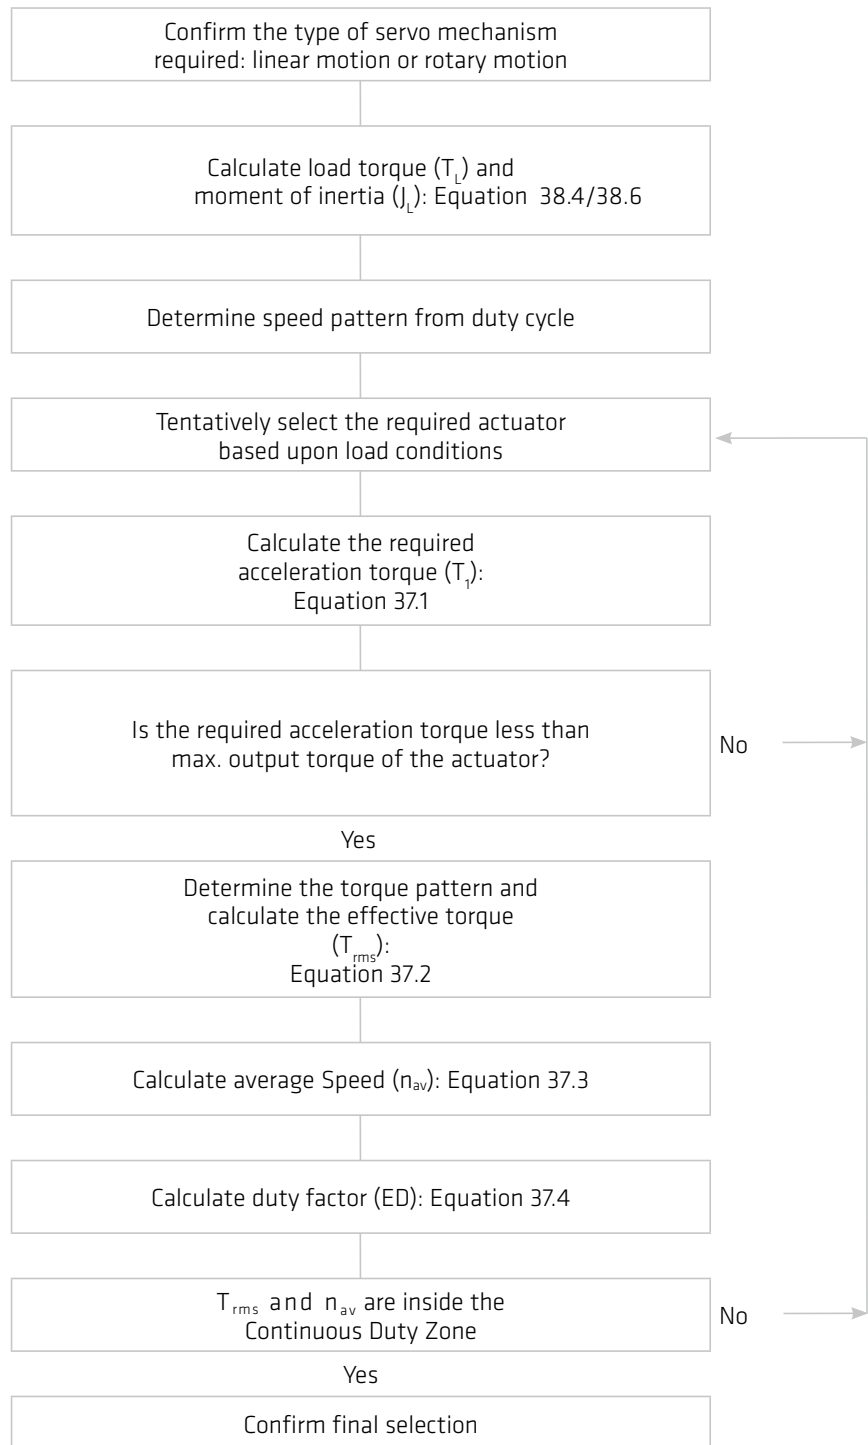 Confirm the type of servo mechanism
required: linear motion or rotary motion
Calculate load torque (T_L) and
moment of inertia (J_L): Equation 38.4/38.6
Determine speed pattern from duty cycle
Tentatively select the required actuator
based upon load conditions
Calculate the required
acceleration torque (T_1):
Equation 37.1
Is the required acceleration torque less than
max. output torque of the actuator?
No
Yes
Determine the torque pattern and
calculate the effective torque
(T_rms):
Equation 37.2
Calculate average Speed (n_av): Equation 37.3
Calculate duty factor (ED): Equation 37.4
T_rms and n_av are inside the
Continuous Duty Zone
No
Yes
Confirm final selection